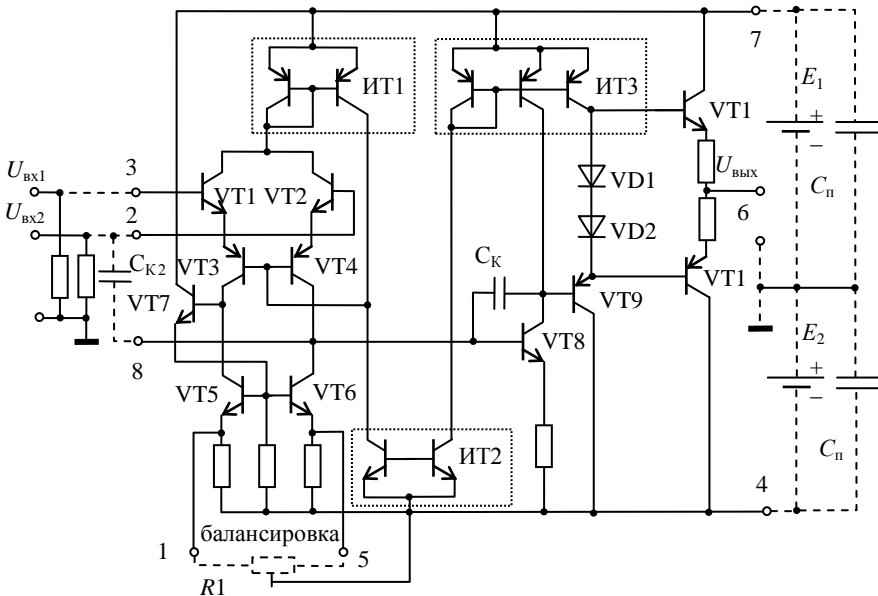 7
E₁
+
−
ИТ1
ИТ3
VT1
3
Uвх1
VT1
VT2
Uвх2
2
VD1
VD2
Uвых
6
Cп
CК2
VT3
VT4
CК
VT7
VT9
VT1
8
VT8
E₂
+
−
VT5
VT6
ИТ2
Cп
4
балансировка
1
5
R1